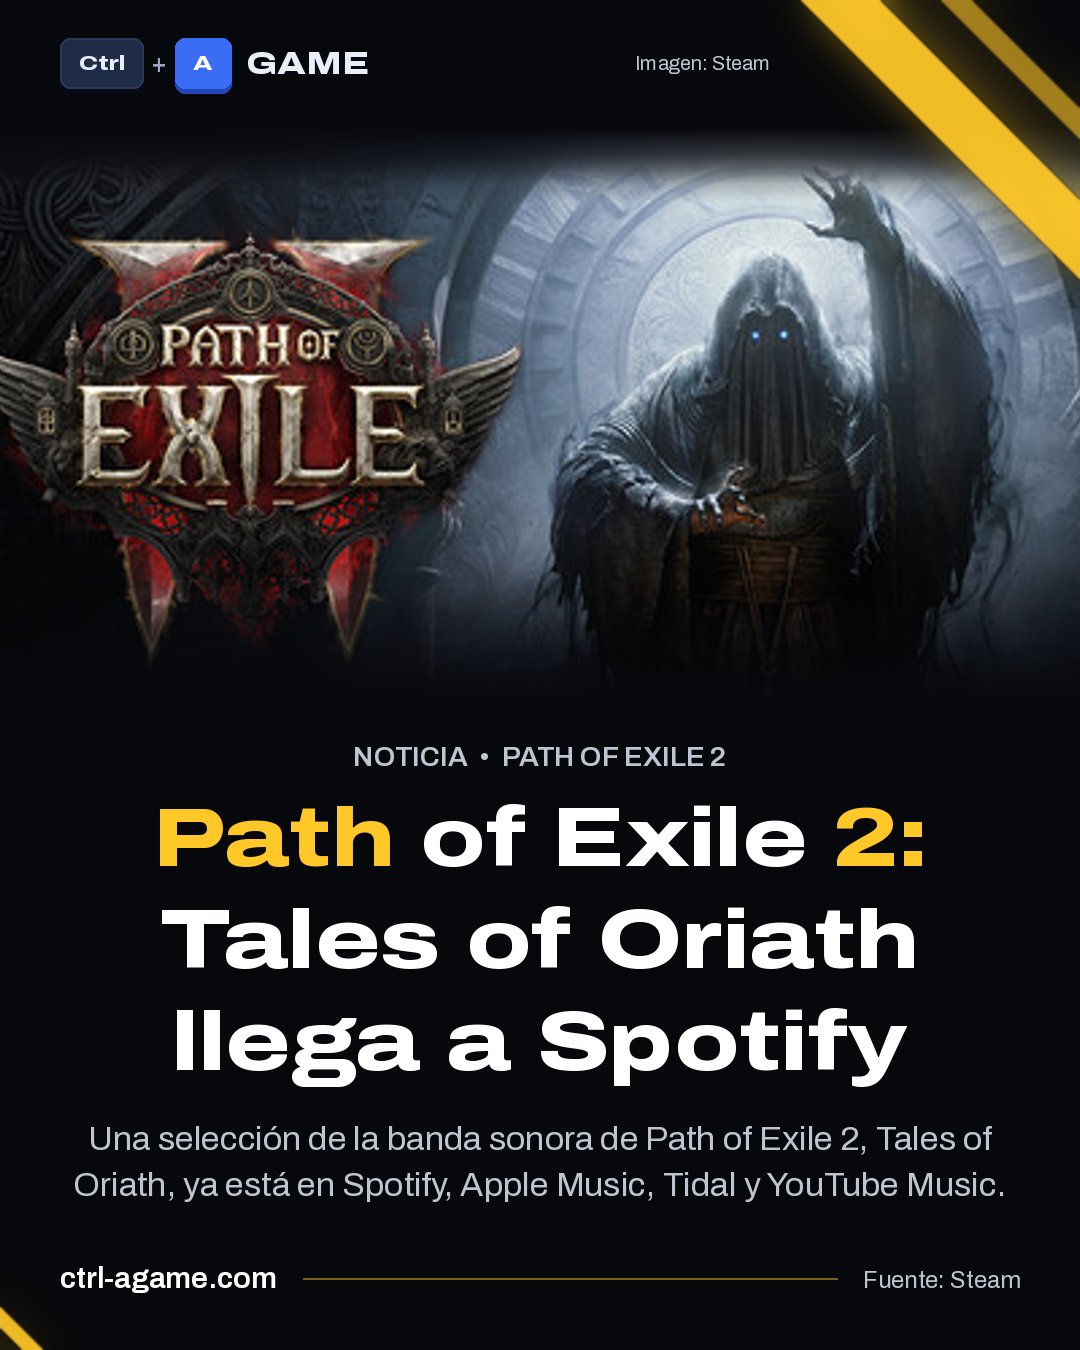 Ctrl + A GAME
Imagen: Steam
PATH OF
EXILE
NOTICIA • PATH OF EXILE 2
Path of Exile 2:
Tales of Oriath
llega a Spotify
Una selección de la banda sonora de Path of Exile 2, Tales of
Oriath, ya está en Spotify, Apple Music, Tidal y YouTube Music.
ctrl-agame.com
Fuente: Steam